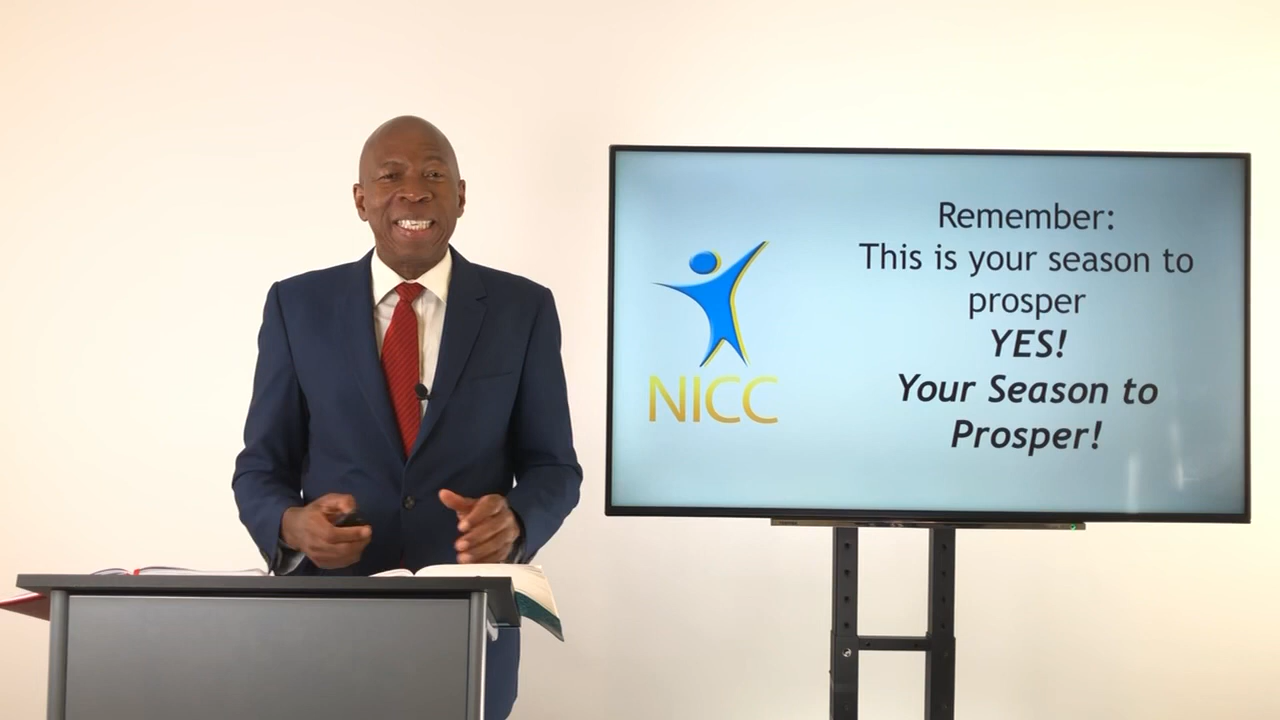 Remember:
This is your season to
prosper
YES!
Your Season to
Prosper!
NICC